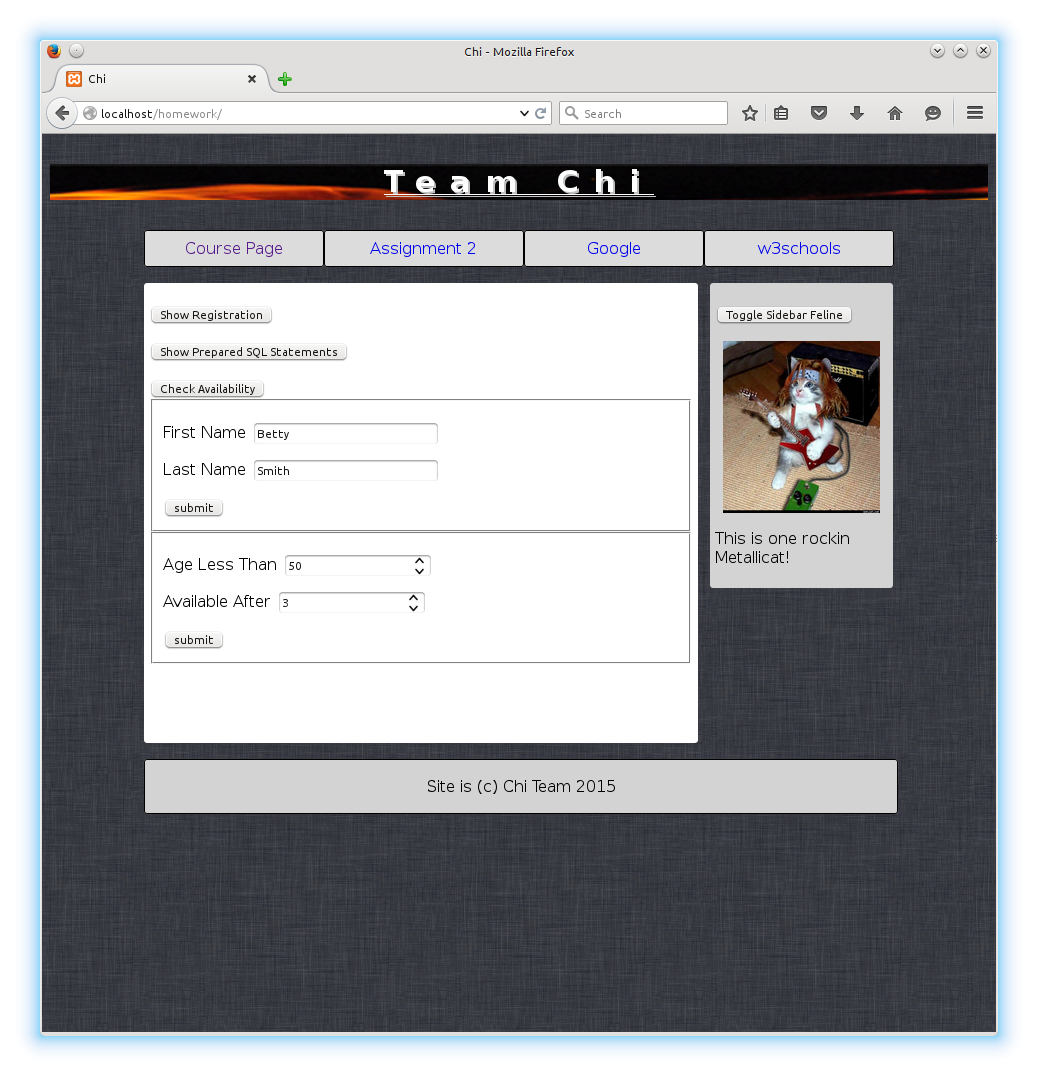 Chi - Mozilla Firefox
Chi
localhost/homework/
Search
Team Chi
Course Page
Assignment 2
Google
w3schools
Show Registration
Show Prepared SQL Statements
Check Availability
First Name Betty
Last Name Smith
submit
Age Less Than 50
Available After 3
submit
Toggle Sidebar Feline
This is one rockin
Metallicat!
Site is (c) Chi Team 2015